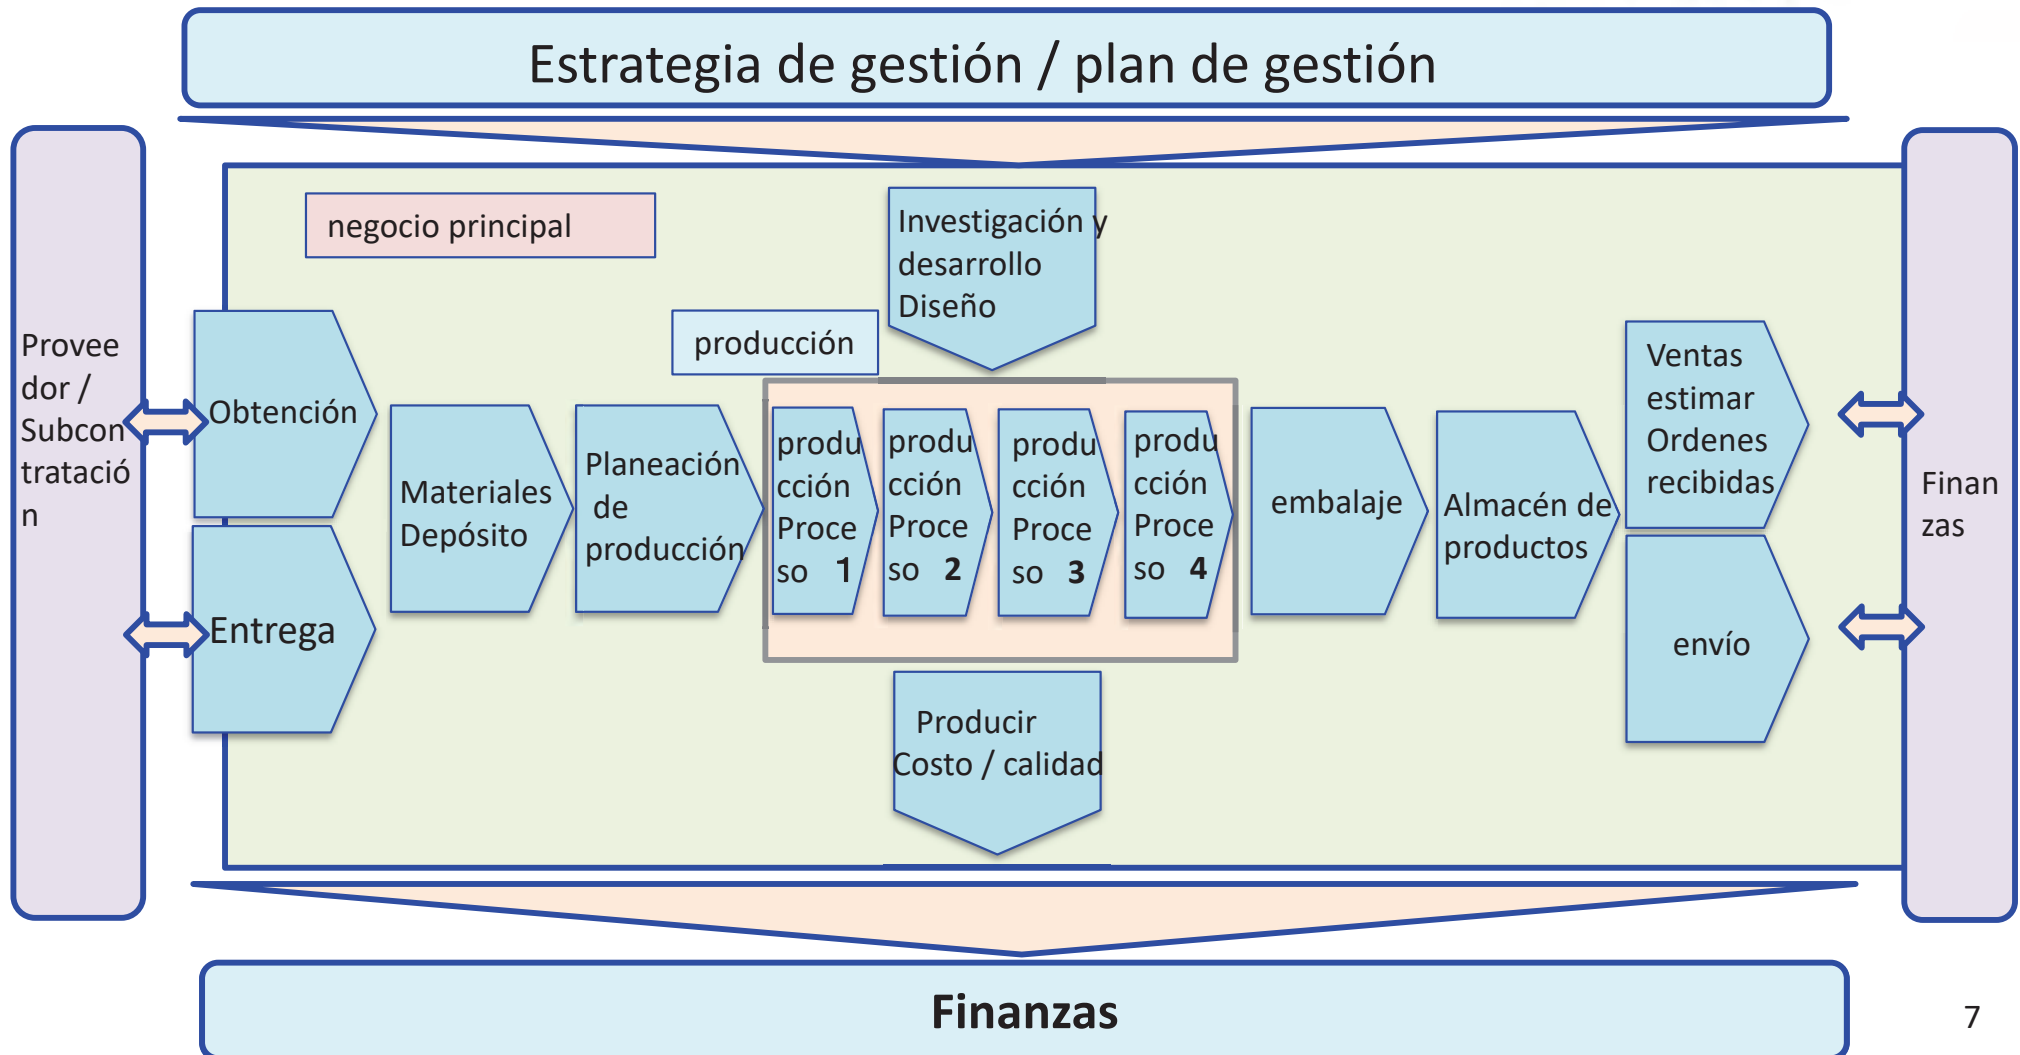 Estrategia de gestión / plan de gestión
negocio principal
Investigación y
desarrollo
Diseño
producción
Provee
dor /
Subcon
tratació
n
Obtención
Entrega
Materiales
Depósito
Planeación
de
producción
produ
cción
Proce
so 1
produ
cción
Proce
so 2
produ
cción
Proce
so 3
produ
cción
Proce
so 4
embalaje
Almacén de
productos
Ventas
estimar
Ordenes
recibidas
envío
Finan
zas
Producir
Costo / calidad
Finanzas
7